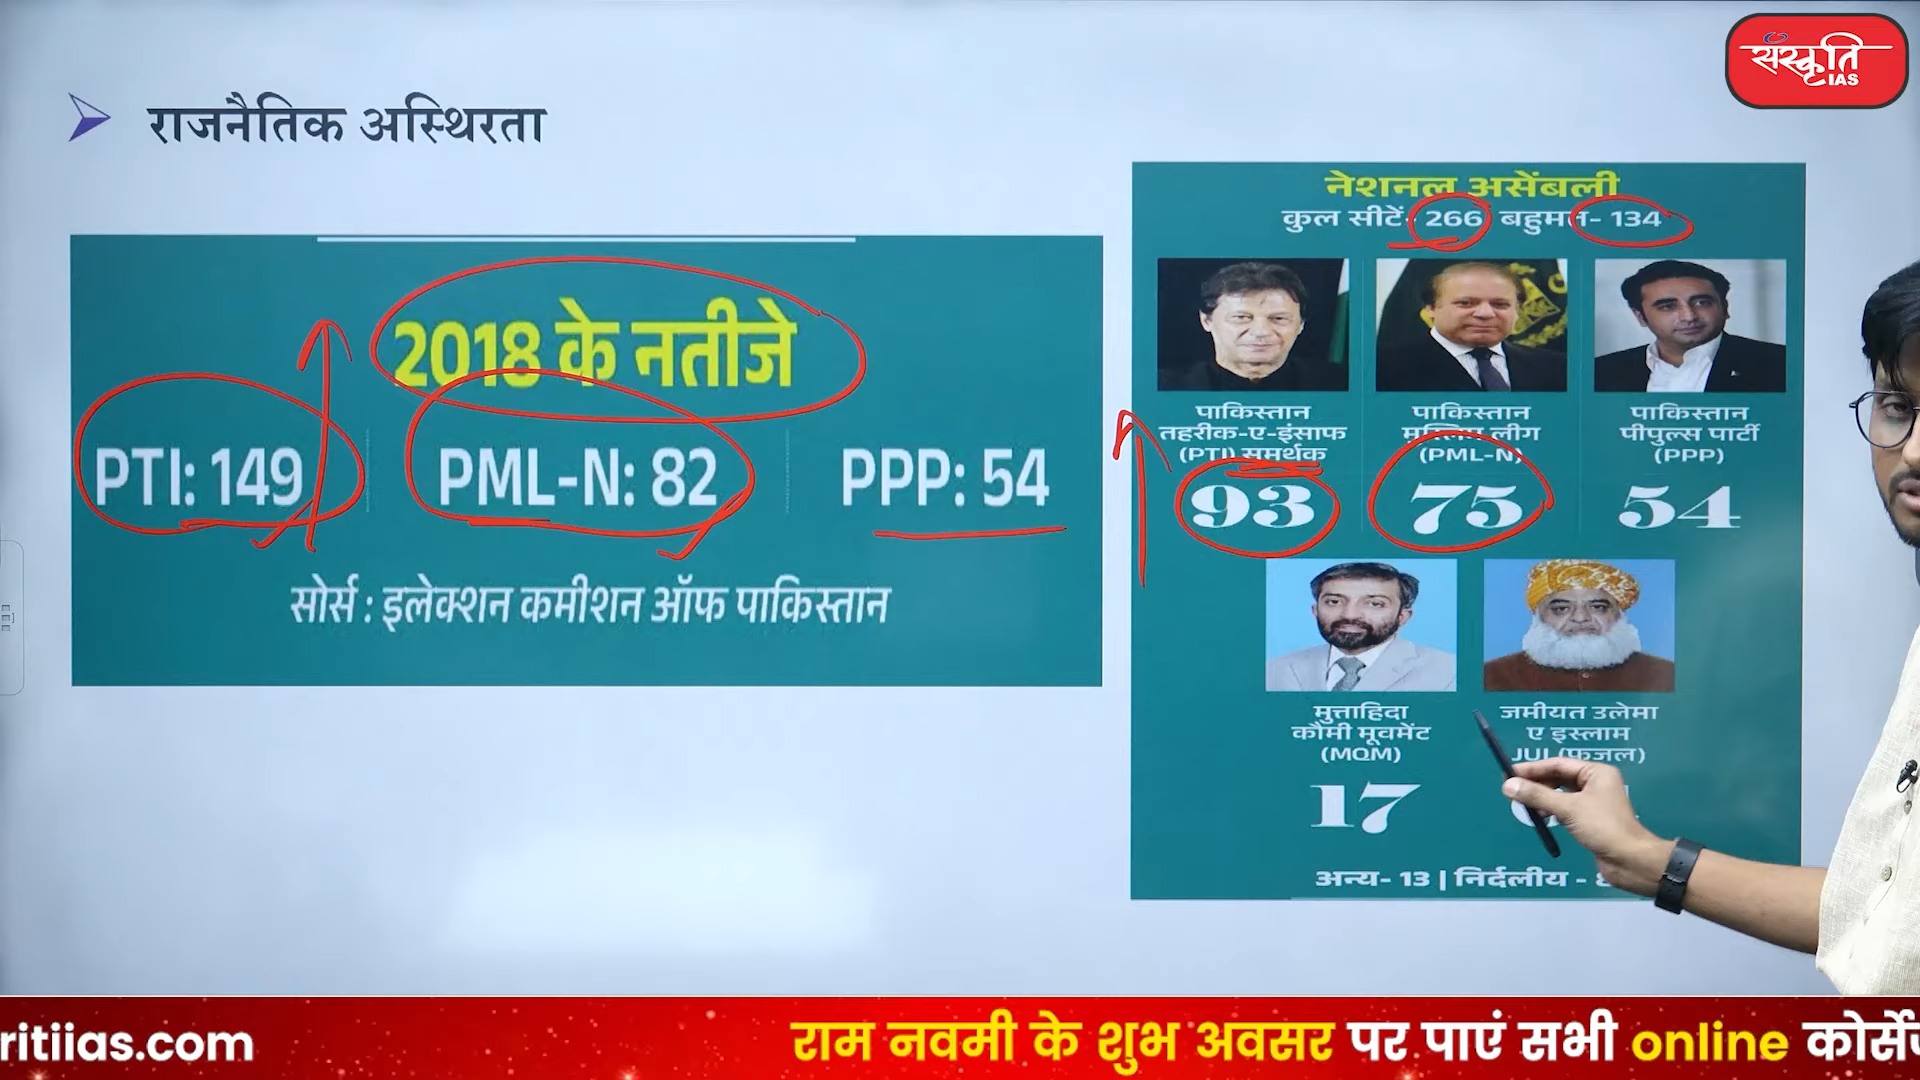 संस्कृति
IAS
राजनैतिक अस्थिरता
2018 के नतीजे
PTI: 149
PML-N: 82
PPP: 54
सोर्स : इलेक्शन कमीशन ऑफ पाकिस्तान
नेशनल असेंबली
कुल सीटें- 266 बहुमत- 134
पाकिस्तान
तहरीक-ए-इंसाफ
(PTI) समर्थक
93
पाकिस्तान
मुस्लिम लीग
(PML-N)
75
पाकिस्तान
पीपुल्स पार्टी
(PPP)
54
मुत्ताहिदा
कौमी मूवमेंट
(MQM)
17
जमीयत उलेमा
ए इस्लाम
JUI (फजल)
अन्य- 13 | निर्दलीय -
ritiias.com
राम नवमी के शुभ अवसर पर पाएं सभी online